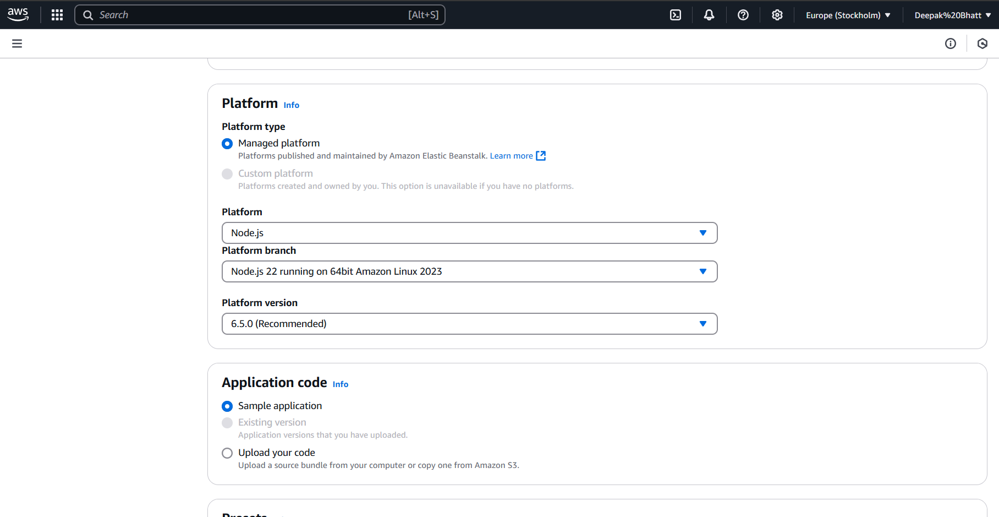 aws
Search [Alt+S]
Europe (Stockholm)
Deepak%20Bhatt
Platform Info
Platform type
Managed platform
Platforms published and maintained by Amazon Elastic Beanstalk. Learn more
Custom platform
Platforms created and owned by you. This option is unavailable if you have no platforms.
Platform
Node.js
Platform branch
Node.js 22 running on 64bit Amazon Linux 2023
Platform version
6.5.0 (Recommended)
Application code Info
Sample application
Existing version
Application versions that you have uploaded.
Upload your code
Upload a source bundle from your computer or copy one from Amazon S3.
Presets